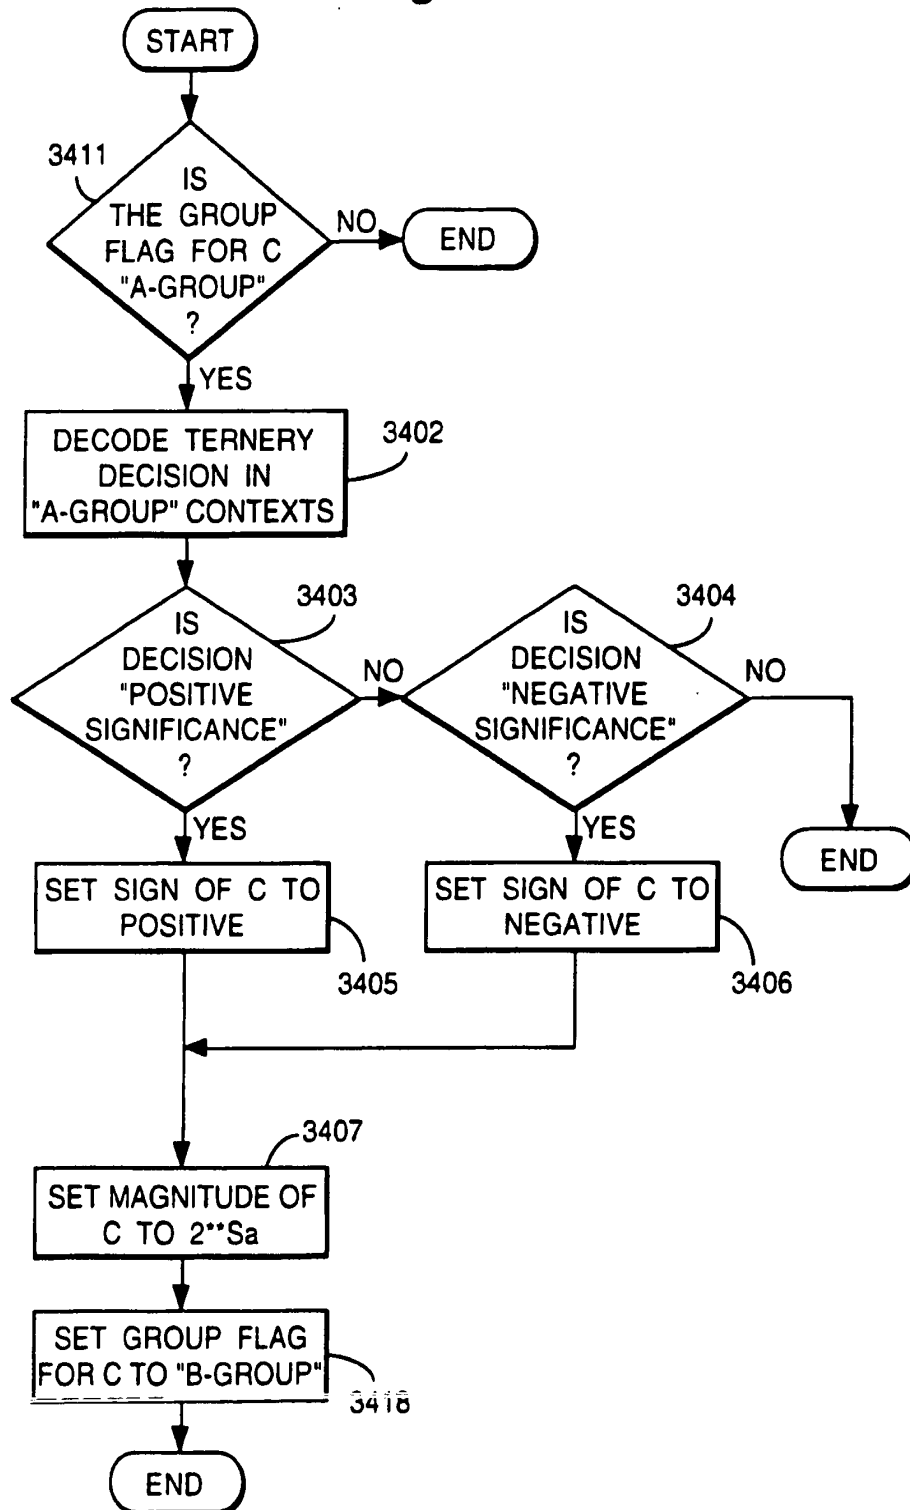 START
3411
IS
THE GROUP
FLAG FOR C
"A-GROUP"
?
NO
END
YES
DECODE TERNERY
DECISION IN
"A-GROUP" CONTEXTS
3402
3403
IS
DECISION
"POSITIVE
SIGNIFICANCE"
?
NO
3404
IS
DECISION
"NEGATIVE
SIGNIFICANCE"
?
NO
YES
YES
END
SET SIGN OF C TO
POSITIVE
3405
SET SIGN OF C TO
NEGATIVE
3406
3407
SET MAGNITUDE OF
C TO 2**Sa
SET GROUP FLAG
FOR C TO "B-GROUP"
3418
END